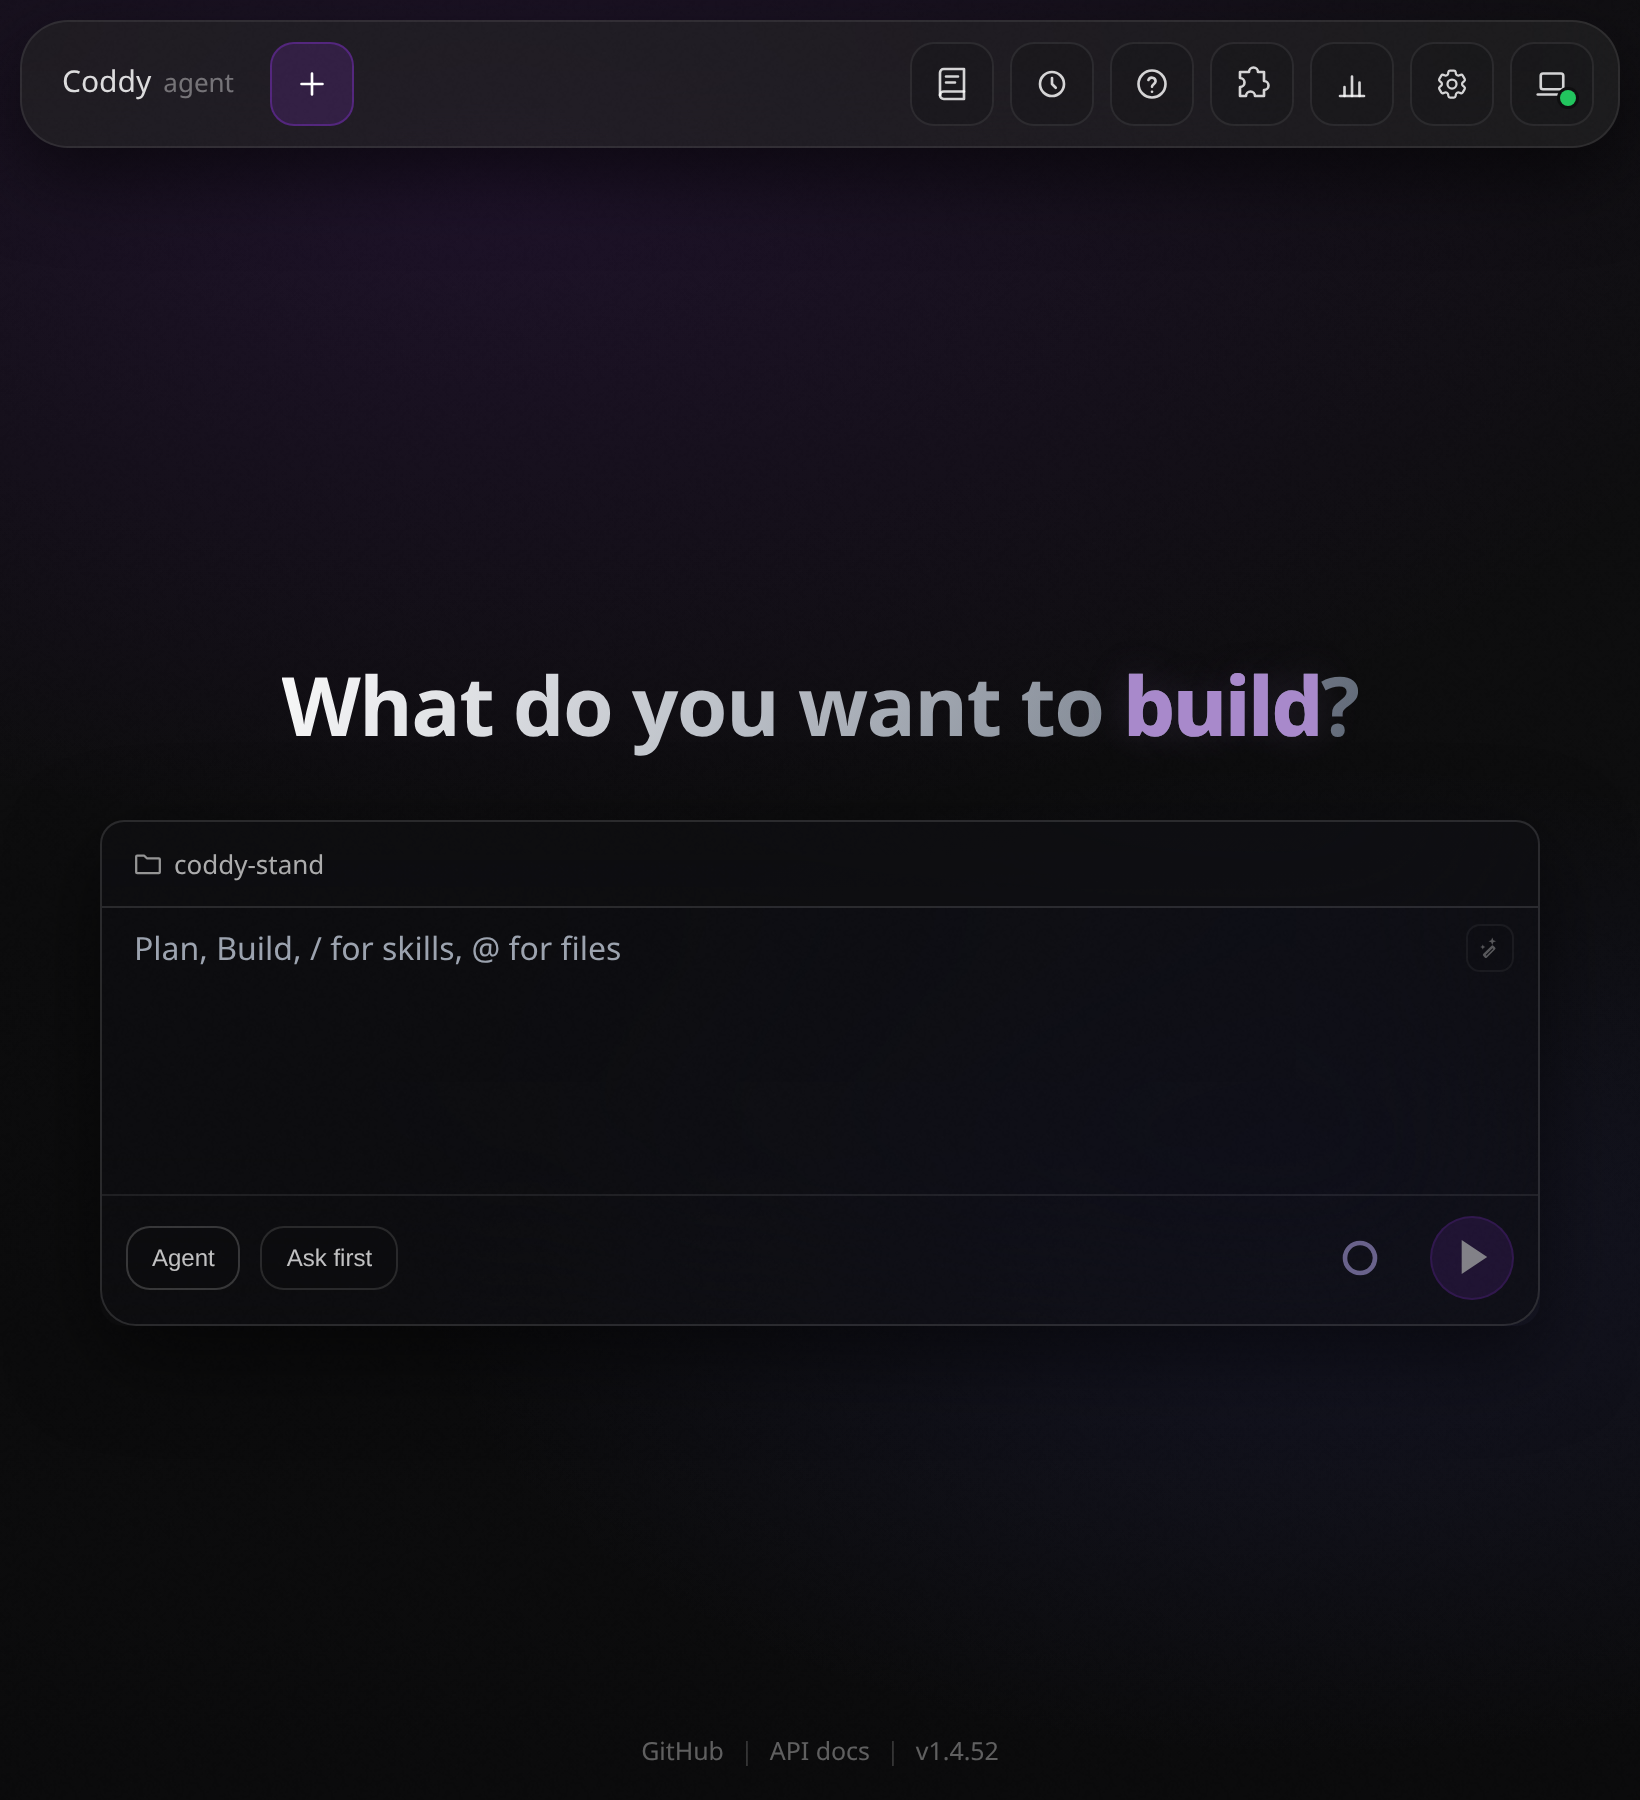 Coddy agent
What do you want to build?
coddy-stand
Plan, Build, / for skills, @ for files
Agent Ask first
GitHub | API docs | v1.4.52